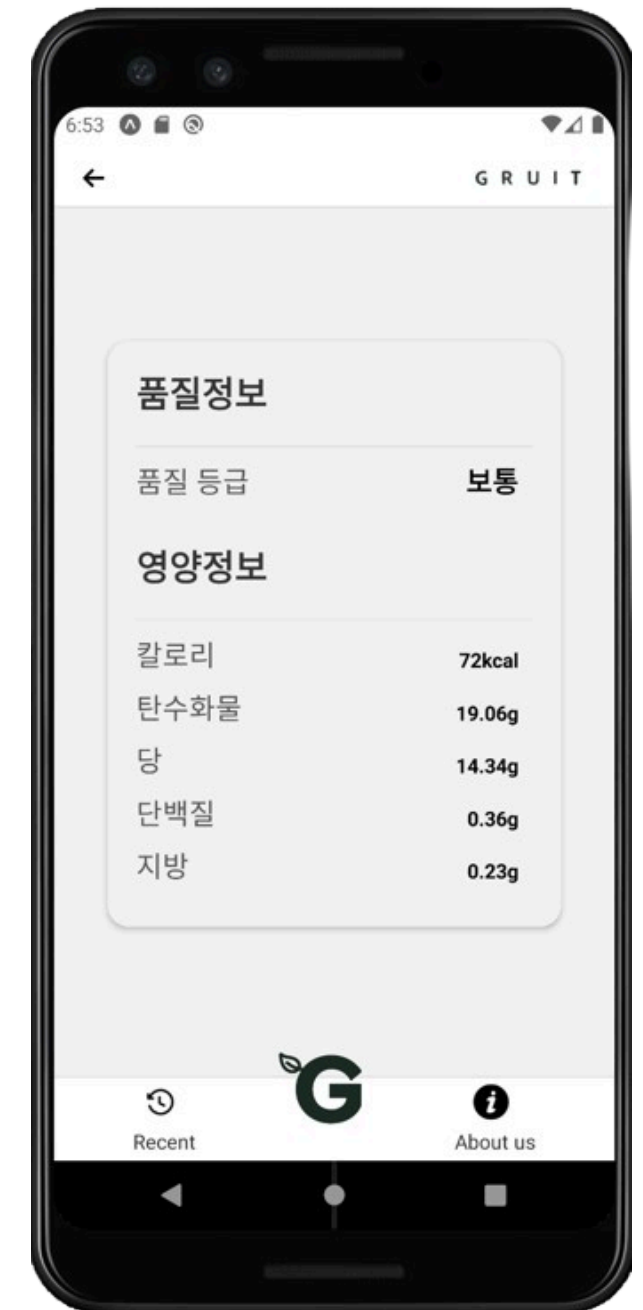 6:53
GRUIT
품질정보
품질 등급 보통
영양정보
칼로리 72kcal
탄수화물 19.06g
당 14.34g
단백질 0.36g
지방 0.23g
G
Recent About us